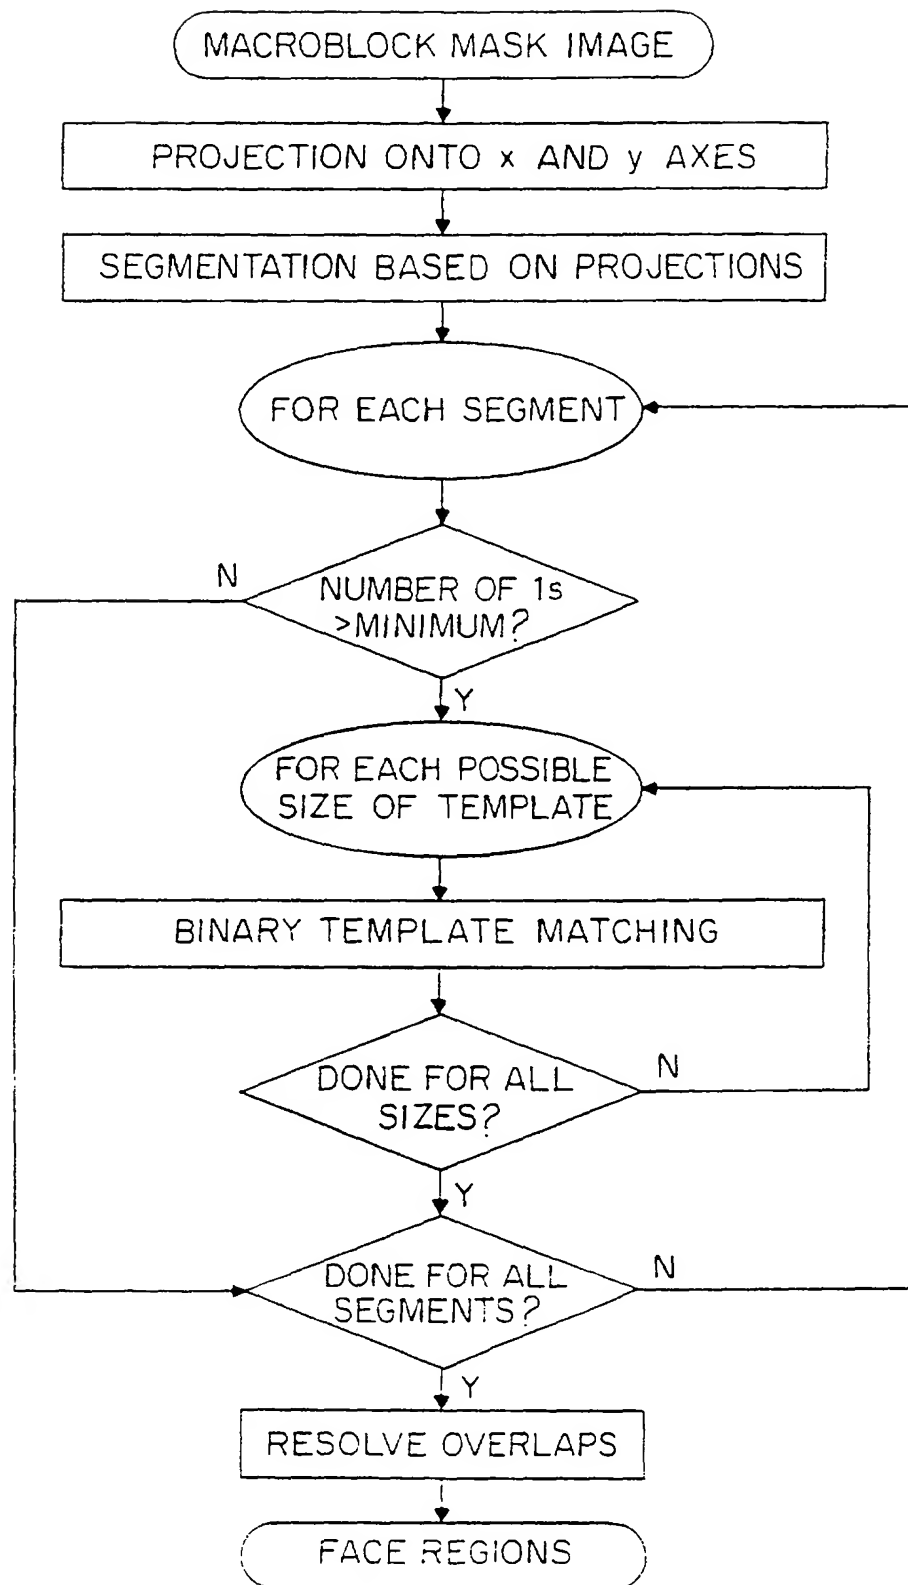 MACROBLOCK MASK IMAGE
PROJECTION ONTO x AND y AXES
SEGMENTATION BASED ON PROJECTIONS
FOR EACH SEGMENT
N
NUMBER OF 1s
>MINIMUM?
Y
FOR EACH POSSIBLE
SIZE OF TEMPLATE
BINARY TEMPLATE MATCHING
DONE FOR ALL
SIZES?
N
Y
DONE FOR ALL
SEGMENTS?
N
Y
RESOLVE OVERLAPS
FACE REGIONS